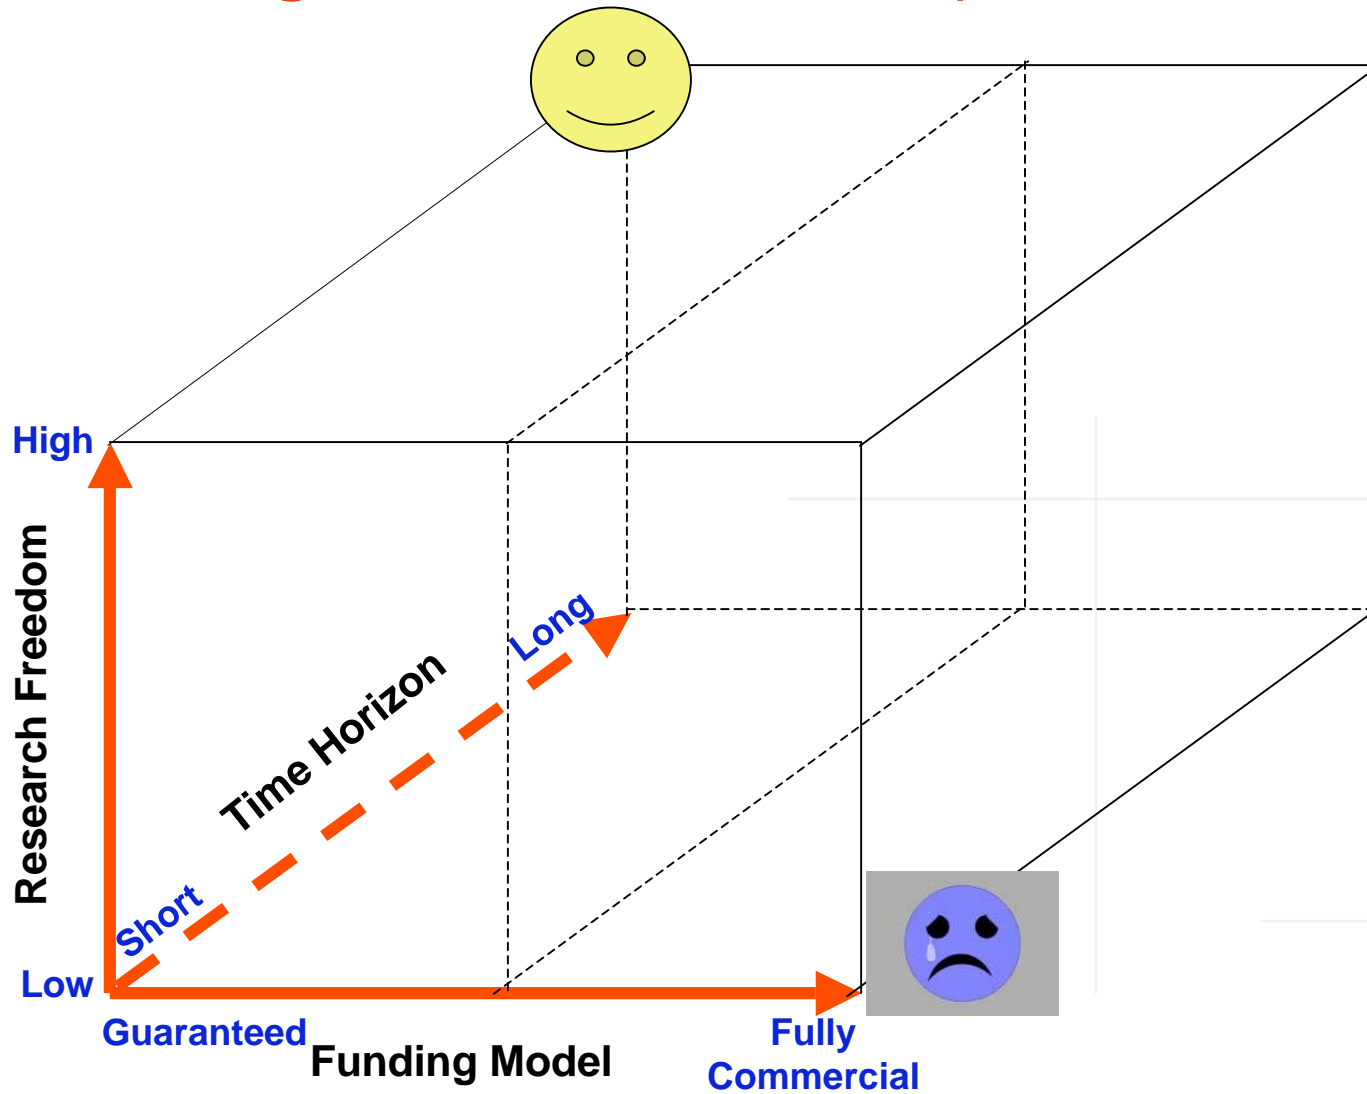 High
Research Freedom
Long
Time Horizon
Short
Low
Guaranteed
Funding Model
Fully
Commercial